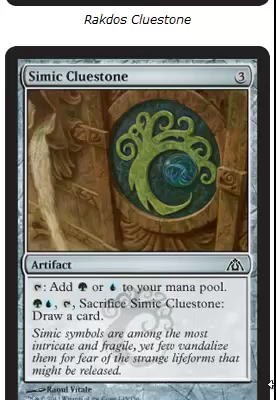 Rakdos Cluestone
Simic Cluestone 3
Artifact
: Add or to your mana pool.
, , Sacrifice Simic Cluestone:
Draw a card.
Simic symbols are among the most
intricate and fragile, yet few vandalize
them for fear of the strange lifeforms that
might be released.
Raoul Vitale